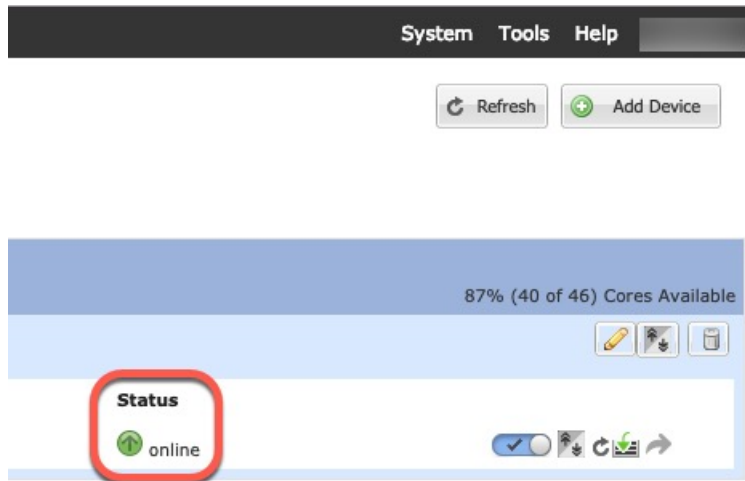 System Tools Help
Refresh Add Device
87% (40 of 46) Cores Available
Status
online